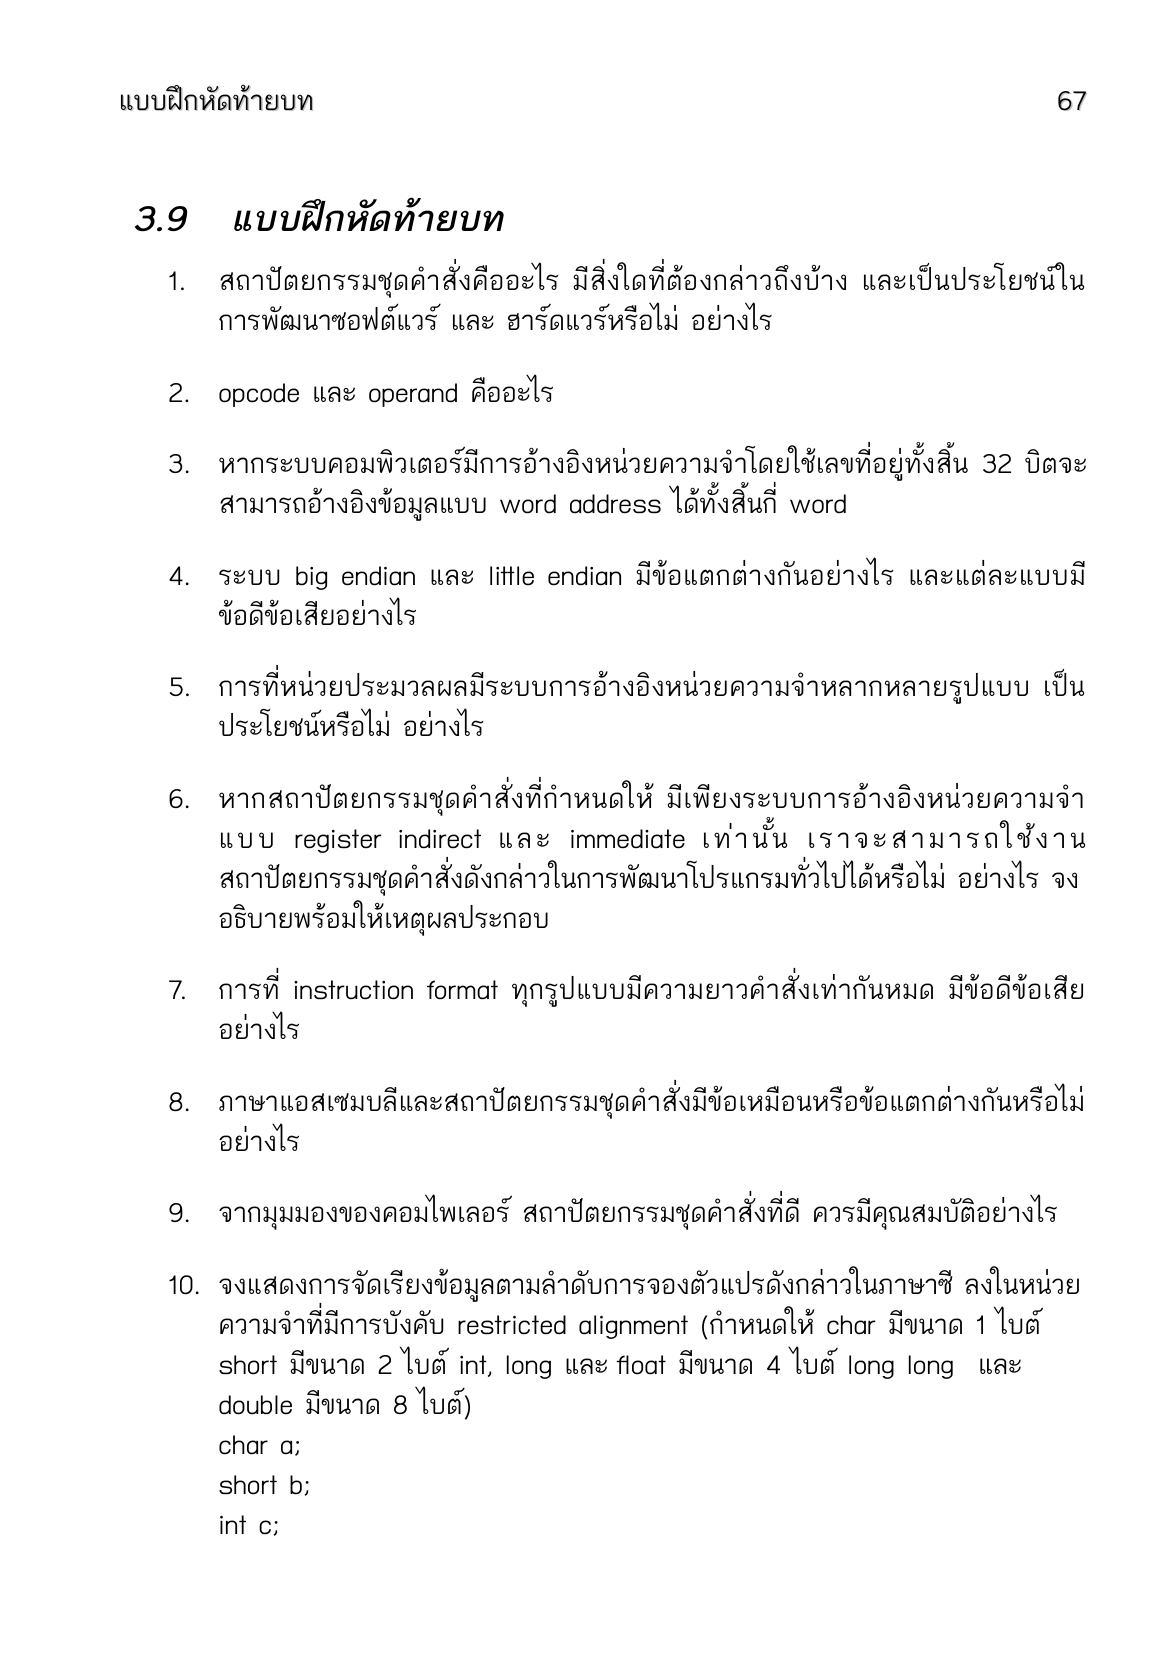 แบบฝึกหัดท้ายบท 67
3.9 แบบฝึกหัดท้ายบท
1. สถาปัตยกรรมชุดคำสั่งคืออะไร มีสิ่งใดที่ต้องกล่าวถึงบ้าง และเป็นประโยชน์ใน
การพัฒนาซอฟต์แวร์ และ ฮาร์ดแวร์หรือไม่ อย่างไร
2. opcode และ operand คืออะไร
3. หากระบบคอมพิวเตอร์มีการอ้างอิงหน่วยความจำโดยใช้เลขที่อยู่ทั้งสิ้น 32 บิตจะ
สามารถอ้างอิงข้อมูลแบบ word address ได้ทั้งสิ้นกี่ word
4. ระบบ big endian และ little endian มีข้อแตกต่างกันอย่างไร และแต่ละแบบมี
ข้อดีข้อเสียอย่างไร
5. การที่หน่วยประมวลผลมีระบบการอ้างอิงหน่วยความจำหลากหลายรูปแบบ เป็น
ประโยชน์หรือไม่ อย่างไร
6. หากสถาปัตยกรรมชุดคำสั่งที่กำหนดให้ มีเพียงระบบการอ้างอิงหน่วยความจำ
แบบ register indirect และ immediate เท่านั้น เราจะสามารถใช้งาน
สถาปัตยกรรมชุดคำสั่งดังกล่าวในการพัฒนาโปรแกรมทั่วไปได้หรือไม่ อย่างไร จง
อธิบายพร้อมให้เหตุผลประกอบ
7. การที่ instruction format ทุกรูปแบบมีความยาวคำสั่งเท่ากันหมด มีข้อดีข้อเสีย
อย่างไร
8. ภาษาแอสเซมบลีและสถาปัตยกรรมชุดคำสั่งมีข้อเหมือนหรือข้อแตกต่างกันหรือไม่
อย่างไร
9. จากมุมมองของคอมไพเลอร์ สถาปัตยกรรมชุดคำสั่งที่ดี ควรมีคุณสมบัติอย่างไร
10. จงแสดงการจัดเรียงข้อมูลตามลำดับการจองตัวแปรดังกล่าวในภาษาซี ลงในหน่วย
ความจำที่มีการบังคับ restricted alignment (กำหนดให้ char มีขนาด 1 ไบต์
short มีขนาด 2 ไบต์ int, long และ float มีขนาด 4 ไบต์ long long และ
double มีขนาด 8 ไบต์)
char a;
short b;
int c;